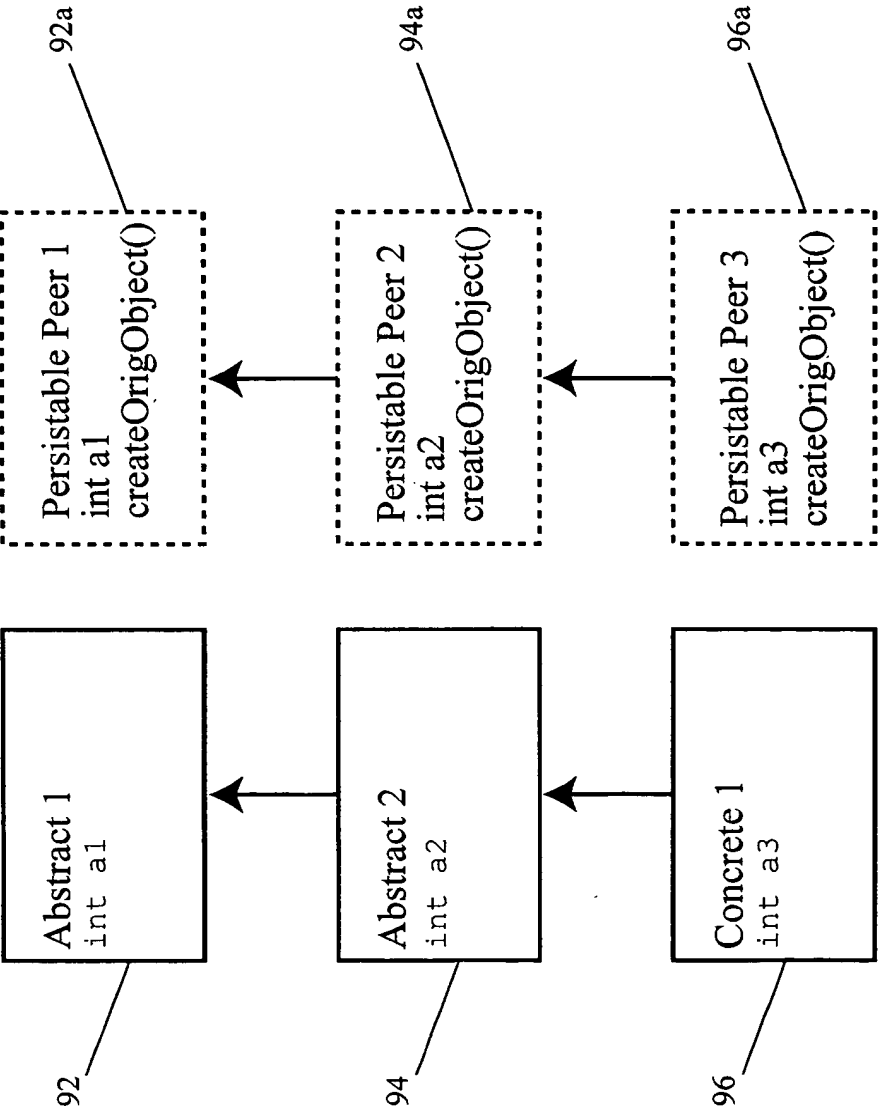 92
Abstract 1
int a1
94
Abstract 2
int a2
96
Concrete 1
int a3
92a
Persistable Peer 1
int a1
createOrigObject()
94a
Persistable Peer 2
int a2
createOrigObject()
96a
Persistable Peer 3
int a3
createOrigObject()